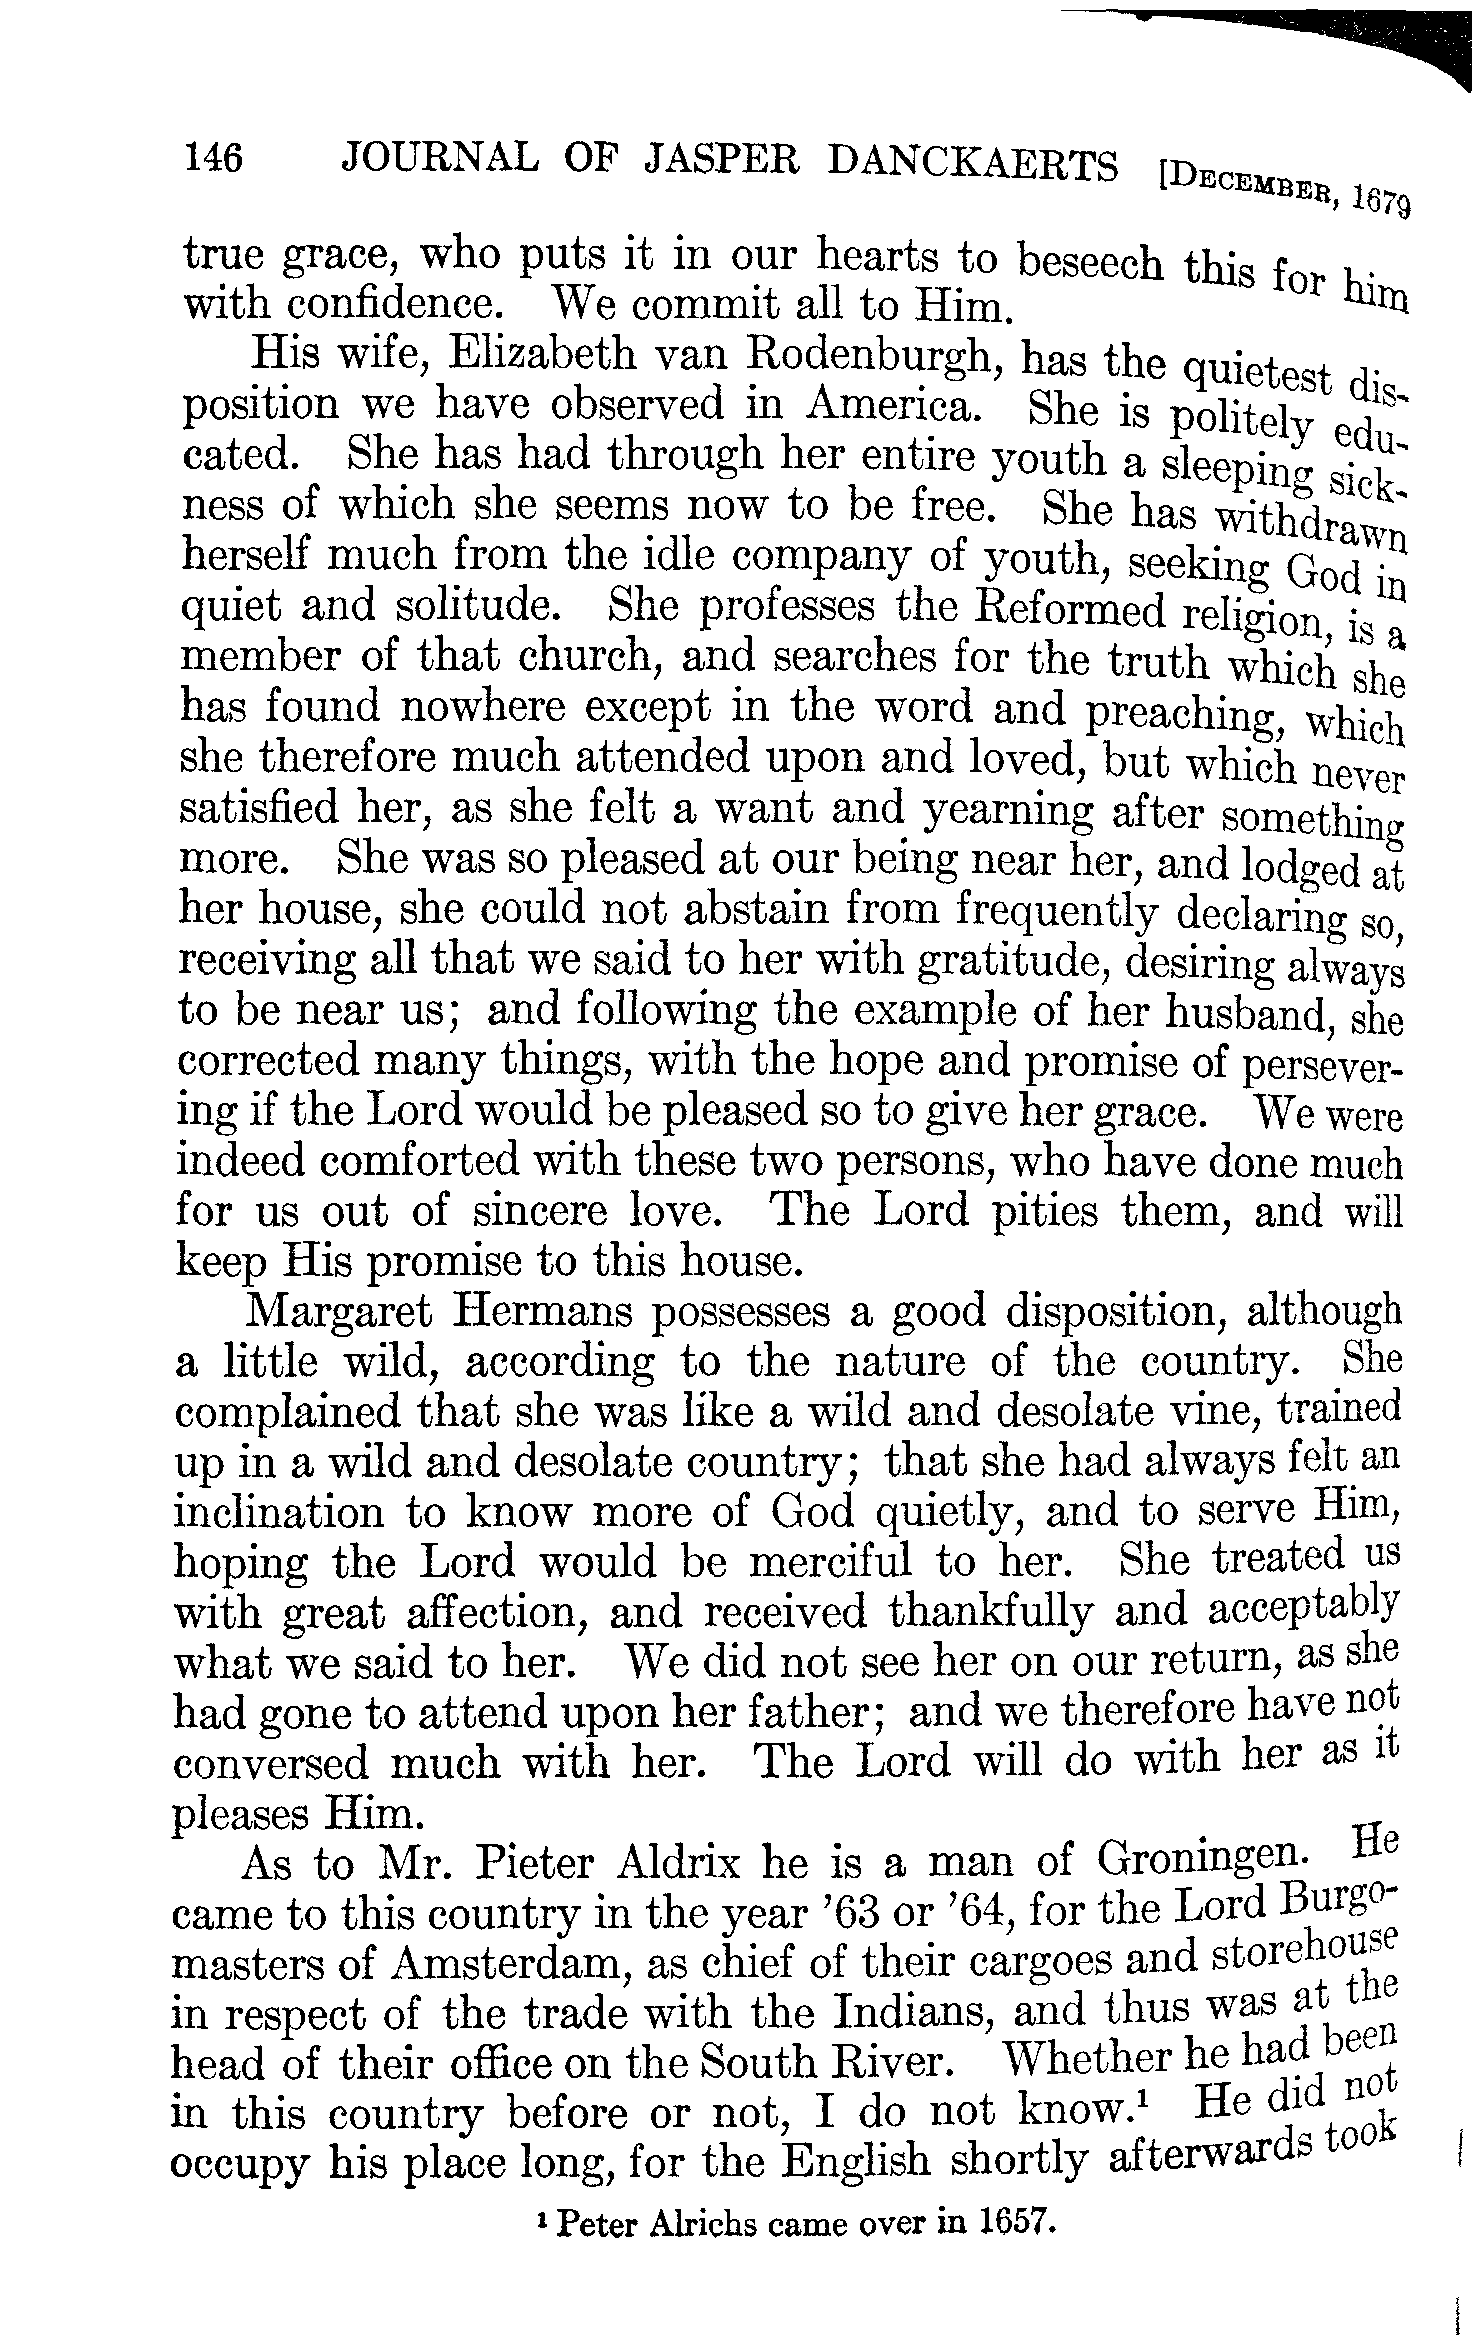 146 JOURNAL OF JASPER DANCKAERTS [DECEMBER, 1679
true grace, who puts it in our hearts to beseech this for him
with confidence. We commit all to Him.
His wife, Elizabeth van Rodenburgh, has the quietest dis-
position we have observed in America. She is politely edu-
cated. She has had through her entire youth a sleeping sick-
ness of which she seems now to be free. She has withdrawn
herself much from the idle company of youth, seeking God in
quiet and solitude. She professes the Reformed religion, is a
member of that church, and searches for the truth which she
has found nowhere except in the word and preaching, which
she therefore much attended upon and loved, but which never
satisfied her, as she felt a want and yearning after something
more. She was so pleased at our being near her, and lodged at
her house, she could not abstain from frequently declaring so,
receiving all that we said to her with gratitude, desiring always
to be near us; and following the example of her husband, she
corrected many things, with the hope and promise of persever-
ing if the Lord would be pleased so to give her grace. We were
indeed comforted with these two persons, who have done much
for us out of sincere love. The Lord pities them, and will
keep His promise to this house.
Margaret Hermans possesses a good disposition, although
a little wild, according to the nature of the country. She
complained that she was like a wild and desolate vine, trained
up in a wild and desolate country; that she had always felt an
inclination to know more of God quietly, and to serve Him,
hoping the Lord would be merciful to her. She treated us
with great affection, and received thankfully and acceptably
what we said to her. We did not see her on our return, as she
had gone to attend upon her father; and we therefore have not
conversed much with her. The Lord will do with her as it
pleases Him.
As to Mr. Pieter Aldrix he is a man of Groningen. He
came to this country in the year ’63 or ’64, for the Lord Burgo-
masters of Amsterdam, as chief of their cargoes and storehouse
in respect of the trade with the Indians, and thus was at the
head of their office on the South River. Whether he had been
in this country before or not, I do not know.¹ He did not
occupy his place long, for the English shortly afterwards took
¹ Peter Alrichs came over in 1657.